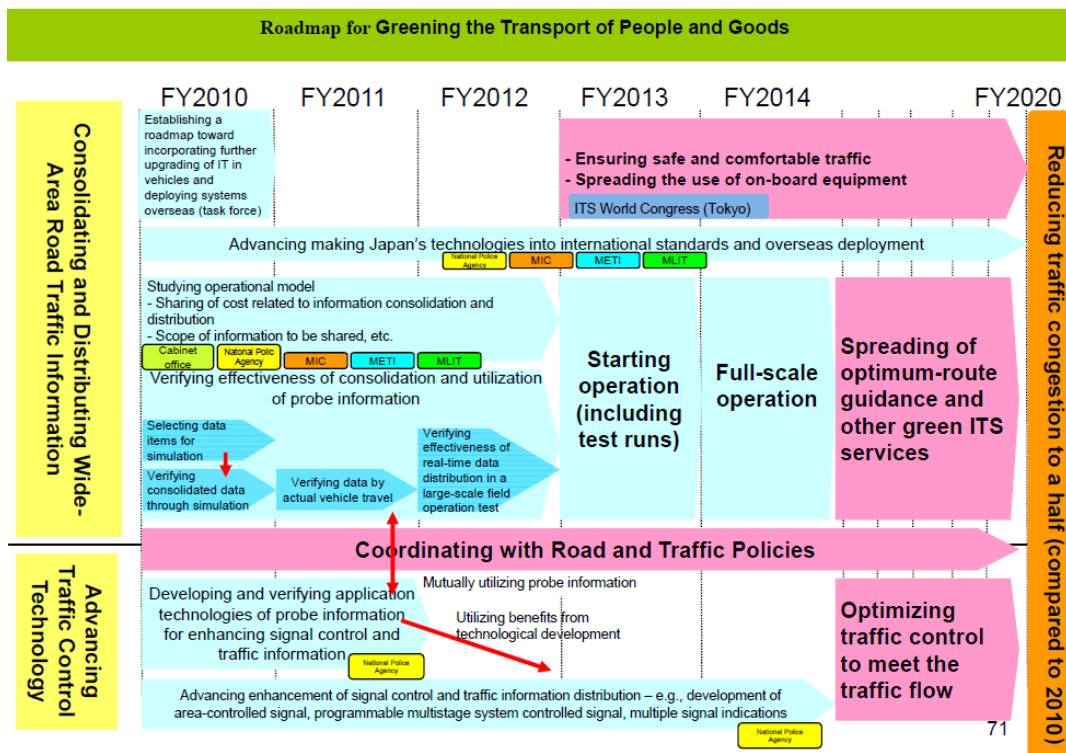 Roadmap for Greening the Transport of People and Goods
FY2010
FY2011
FY2012
FY2013
FY2014
FY2020
Consolidating and Distributing Wide-
Area Road Traffic Information
Establishing a
roadmap toward
incorporating further
upgrading of IT in
vehicles and
deploying systems
overseas (task force)
- Ensuring safe and comfortable traffic
- Spreading the use of on-board equipment
ITS World Congress (Tokyo)
Advancing making Japan's technologies into international standards and overseas deployment
National Police
Agency
MIC
METI
MLIT
Studying operational model
- Sharing of cost related to information consolidation and
distribution
- Scope of information to be shared, etc.
Cabinet
office
National Polic
Agency
MIC
METI
MLIT
Verifying effectiveness of consolidation and utilization
of probe information
Selecting data
items for
simulation
Verifying
consolidated data
through simulation
Verifying data by
actual vehicle travel
Verifying
effectiveness of
real-time data
distribution in a
large-scale field
operation test
Starting
operation
(including
test runs)
Full-scale
operation
Spreading of
optimum-route
guidance and
other green ITS
services
Reducing traffic congestion to a half (compared to 2010)
Coordinating with Road and Traffic Policies
Advancing
Traffic Control
Technology
Developing and verifying application
technologies of probe information
for enhancing signal control and
traffic information
National Police
Agency
Mutually utilizing probe information
Utilizing benefits from
technological development
Optimizing
traffic control
to meet the
traffic flow
Advancing enhancement of signal control and traffic information distribution – e.g., development of
area-controlled signal, programmable multistage system controlled signal, multiple signal indications
National Police
Agency
71